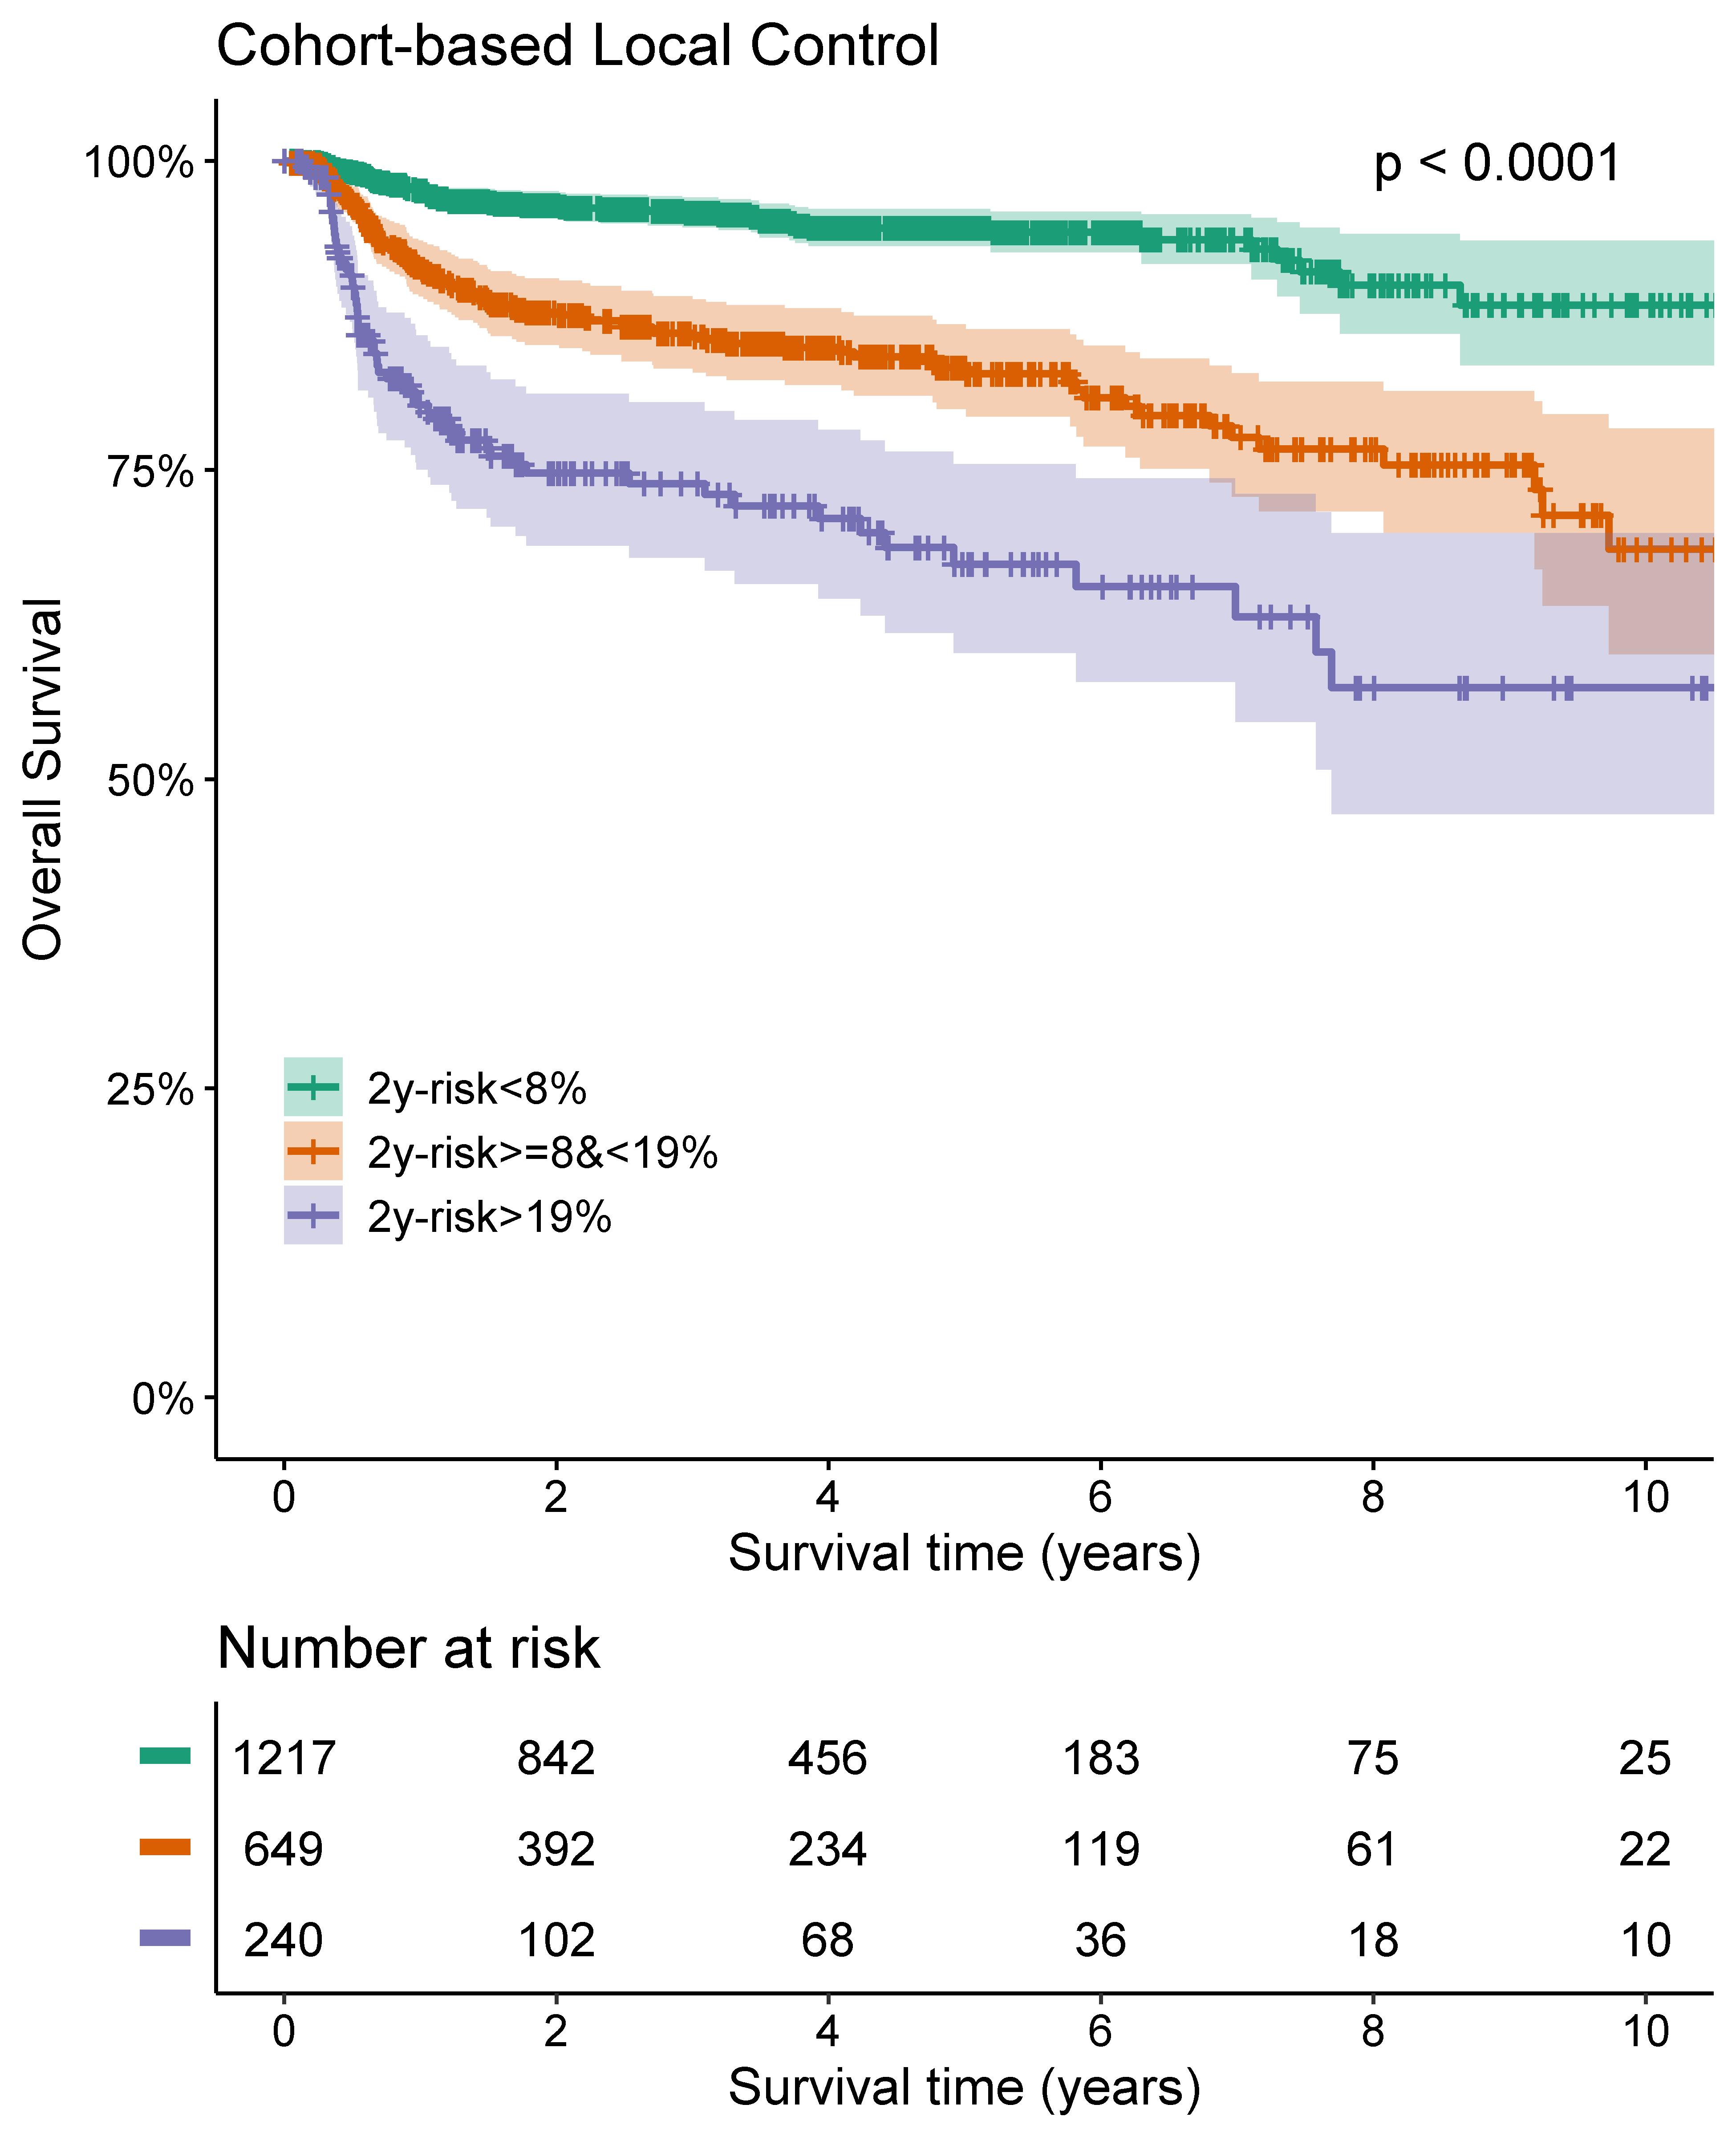 Cohort-based Local Control
p < 0.0001
100%
75%
50%
25%
0%
Overall Survival
2y-risk<8%
2y-risk>=8&<19%
2y-risk>19%
0 2 4 6 8 10
Survival time (years)
Number at risk
1217 842 456 183 75 25
649 392 234 119 61 22
240 102 68 36 18 10
0 2 4 6 8 10
Survival time (years)